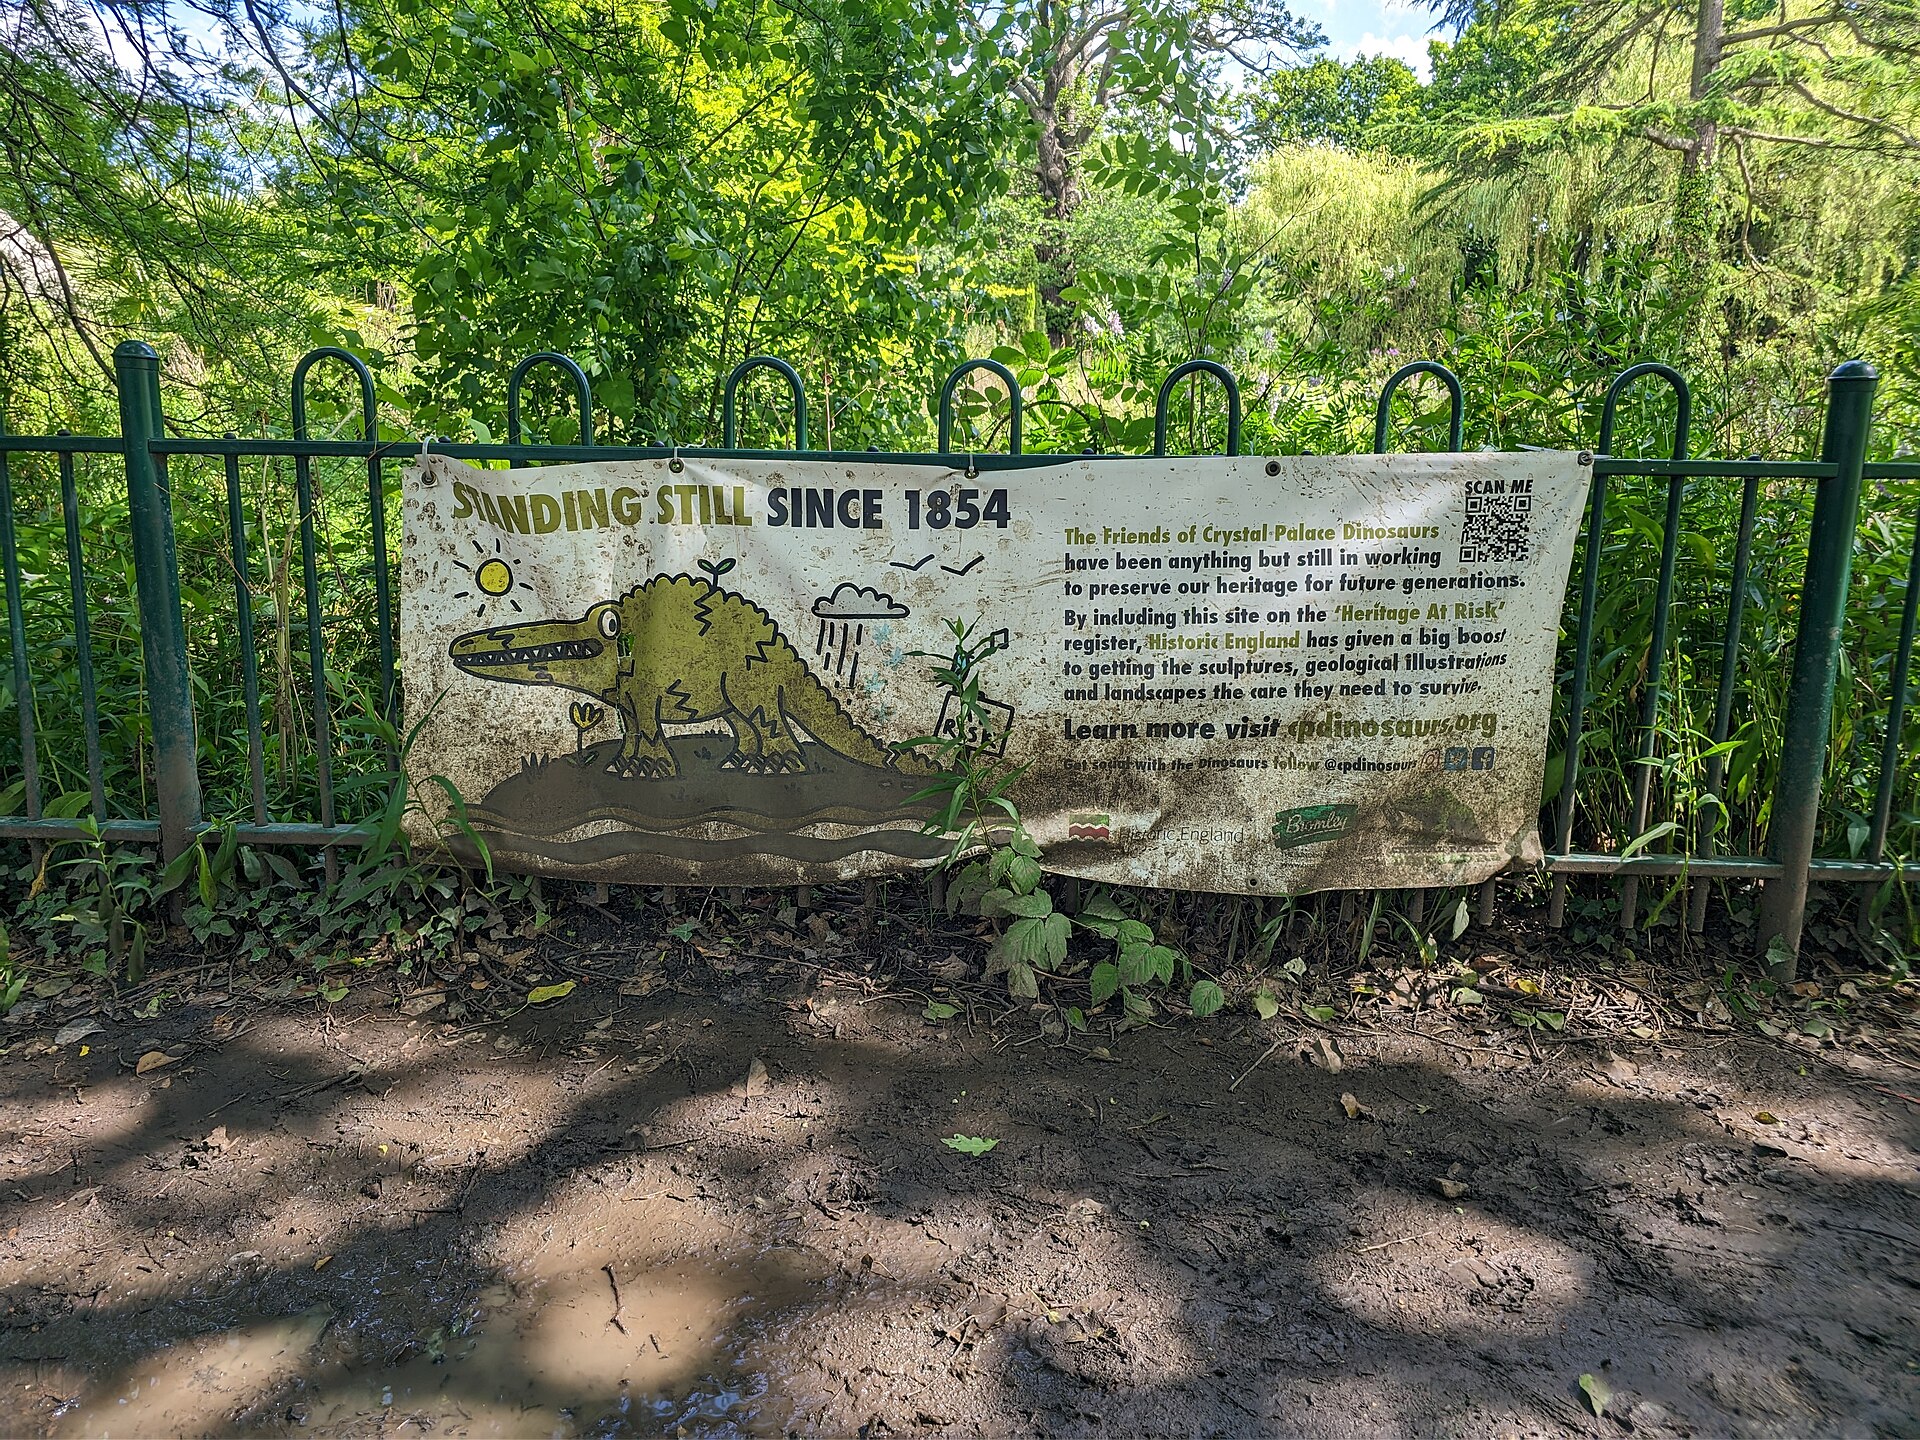 STANDING STILL SINCE 1854
SCAN ME
The Friends of Crystal Palace Dinosaurs
have been anything but still in working
to preserve our heritage for future generations.
By including this site on the ‘Heritage At Risk’
register, Historic England has given a big boost
to getting the sculptures, geological illustrations
and landscapes the care they need to survive.
Learn more visit cpdinosaurs.org
Get social with the Dinosaurs follow @cpdinosaurs
RISK
Historic England
Bromley